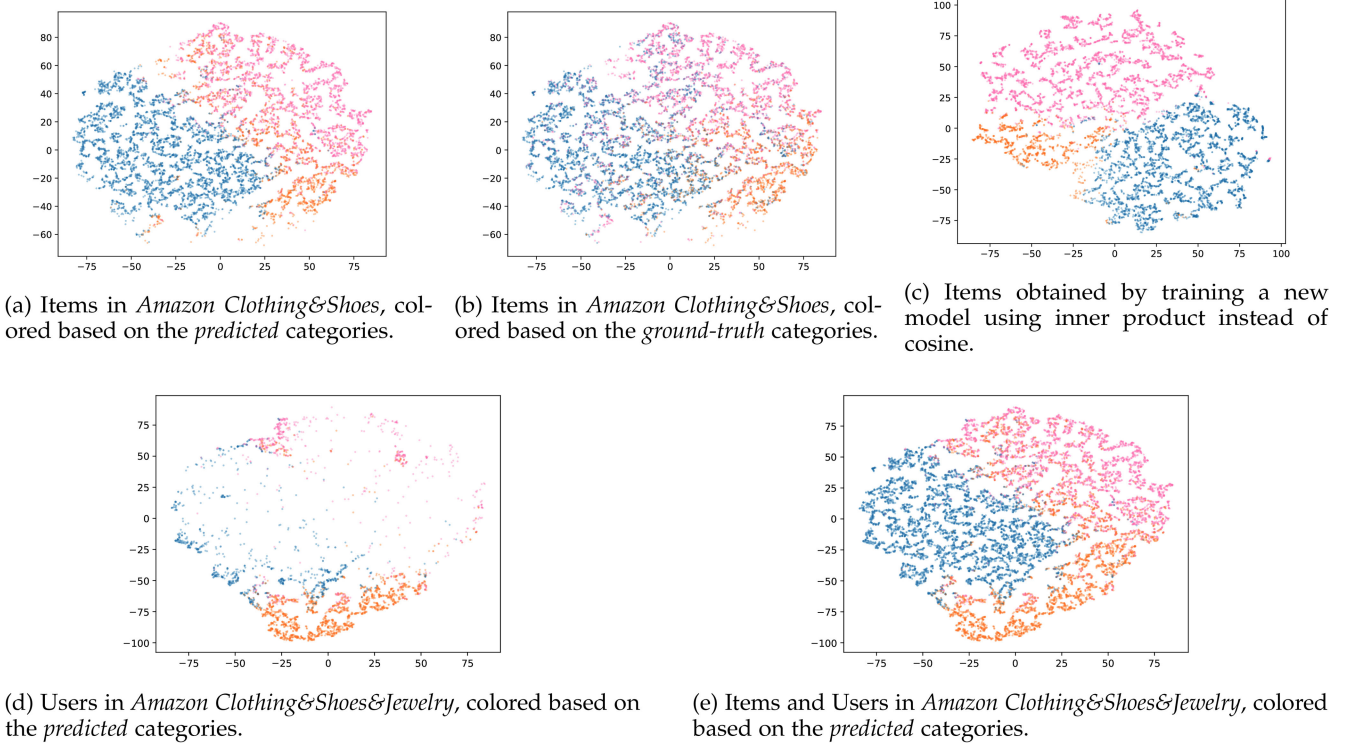 80
60
40
20
0
−20
−40
−60
−75 −50 −25 0 25 50 75
(a) Items in Amazon Clothing&Shoes, col-
ored based on the predicted categories.
80
60
40
20
0
−20
−40
−60
−75 −50 −25 0 25 50 75
(b) Items in Amazon Clothing&Shoes, col-
ored based on the ground-truth categories.
100
75
50
25
0
−25
−50
−75
−75 −50 −25 0 25 50 75 100
(c) Items obtained by training a new
model using inner product instead of
cosine.
75
50
25
0
−25
−50
−75
−100
−75 −50 −25 0 25 50 75
(d) Users in Amazon Clothing&Shoes&Jewelry, colored based on
the predicted categories.
75
50
25
0
−25
−50
−75
−100
−75 −50 −25 0 25 50 75
(e) Items and Users in Amazon Clothing&Shoes&Jewelry, colored
based on the predicted categories.